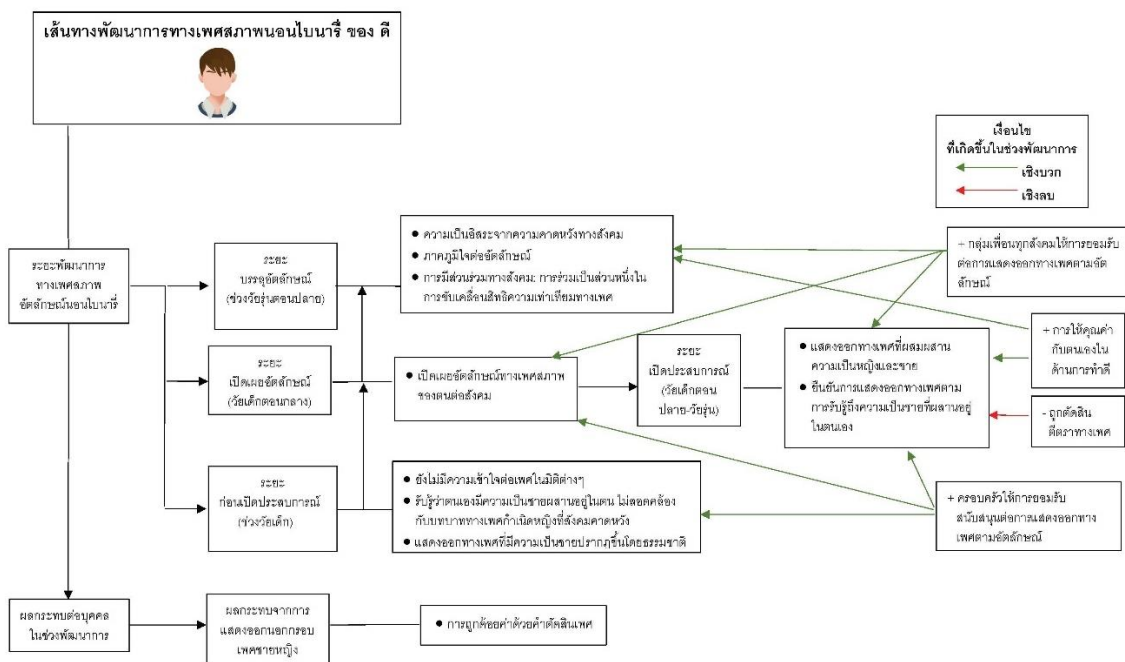 เส้นทางพัฒนาการทางเพศสภาพนอนไบนารี่ ของ ดี
เงื่อนไข
ที่เกิดขึ้นในช่วงพัฒนาการ
เชิงบวก
เชิงลบ
ระยะพัฒนาการ
ทางเพศสภาพ
อัตลักษณ์นอนไบนารี่
ระยะ
บรรลุอัตลักษณ์
(ช่วงวัยรุ่นตอนปลาย)
● ความเป็นอิสระจากความคาดหวังทางสังคม
● ภาคภูมิใจต่ออัตลักษณ์
● การมีส่วนร่วมทางสังคม: การร่วมเป็นส่วนหนึ่งใน
การขับเคลื่อนสิทธิความเท่าเทียมทางเพศ
+ กลุ่มเพื่อนทุกสังคมให้การยอมรับ
ต่อการแสดงออกทางเพศตามอัต
ลักษณ์
ระยะ
เปิดเผยอัตลักษณ์
(วัยเด็กตอนกลาง)
● เปิดเผยอัตลักษณ์ทางเพศสภาพ
ของตนต่อสังคม
ระยะ
เปิดประสบการณ์
(วัยเด็กตอน
ปลาย-วัยรุ่น)
● แสดงออกทางเพศที่ผสมผสาน
ความเป็นหญิงและชาย
● ยืนยันการแสดงออกทางเพศตาม
การรับรู้ถึงความเป็นชายที่ผสานอยู่
ในตนเอง
+ การให้คุณค่า
กับตนเองใน
ด้านการทำดี
- ถูกตัดสิน
ตีตราทางเพศ
ระยะ
ก่อนเปิดประสบการณ์
(ช่วงวัยเด็ก)
● ยังไม่มีความเข้าใจต่อเพศในมิติต่างๆ
● รับรู้ว่าตนเองมีความเป็นชายผสานอยู่ในตน ไม่สอดคล้อง
กับบทบาททางเพศกำเนิดหญิงที่สังคมคาดหวัง
● แสดงออกทางเพศที่มีความเป็นชายปรากฏขึ้นโดยธรรมชาติ
+ ครอบครัวให้การยอมรับ
สนับสนุนต่อการแสดงออกทาง
เพศตามอัตลักษณ์
ผลกระทบต่อบุคคล
ในช่วงพัฒนาการ
ผลกระทบจากการ
แสดงออกนอกกรอบ
เพศชายหญิง
● การถูกด้อยค่าด้วยคำตัดสินเพศ